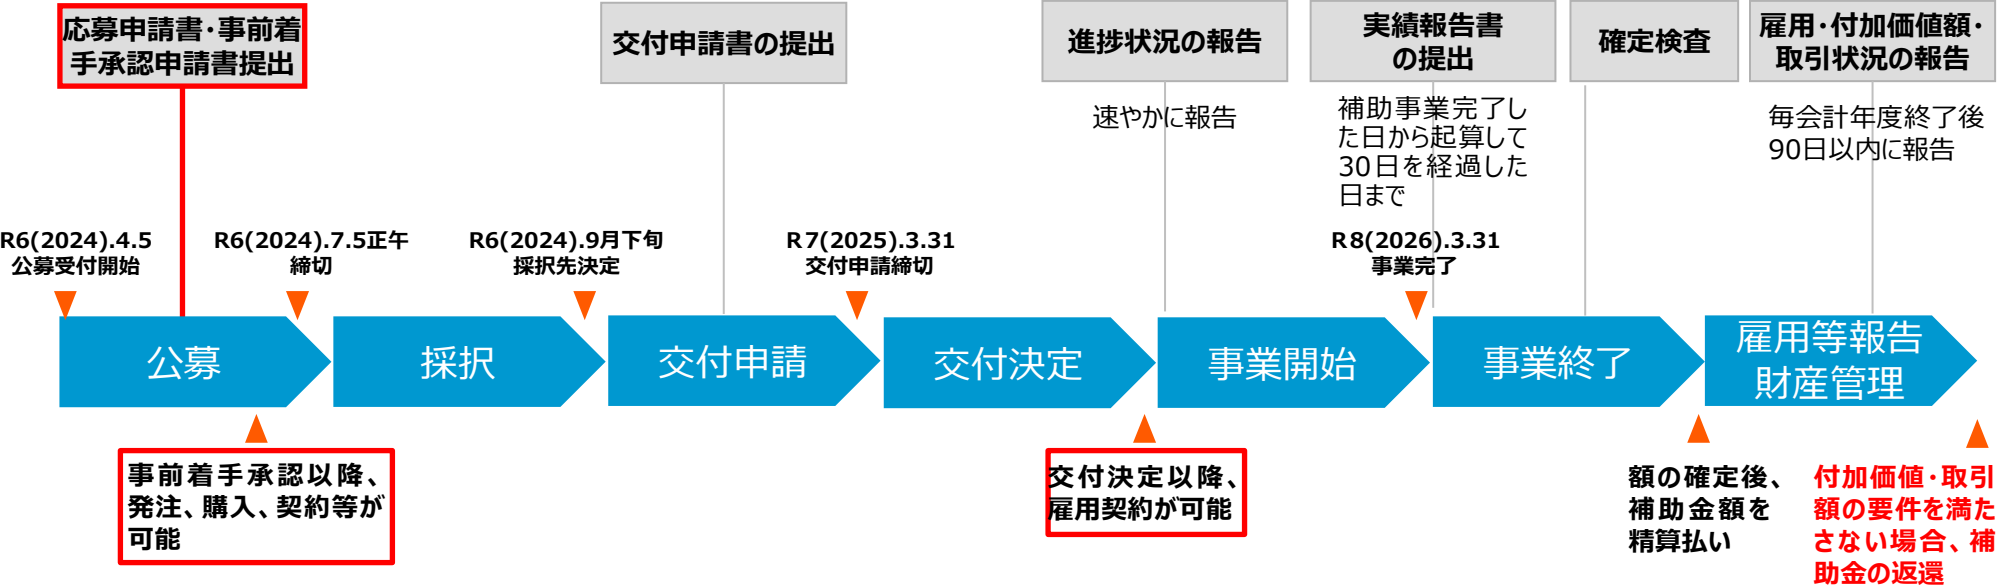 応募申請書・事前着
手承認申請書提出
交付申請書の提出
進捗状況の報告
実績報告書
の提出
確定検査
雇用・付加価値額・
取引状況の報告
速やかに報告
補助事業完了し
た日から起算して
30日を経過した
日まで
毎会計年度終了後
90日以内に報告
R6(2024).4.5
公募受付開始
R6(2024).7.5正午
締切
R6(2024).9月下旬
採択先決定
R7(2025).3.31
交付申請締切
R8(2026).3.31
事業完了
公募
採択
交付申請
交付決定
事業開始
事業終了
雇用等報告
財産管理
事前着手承認以降、
発注、購入、契約等が
可能
交付決定以降、
雇用契約が可能
額の確定後、
補助金額を
精算払い
付加価値・取引
額の要件を満た
さない場合、補
助金の返還